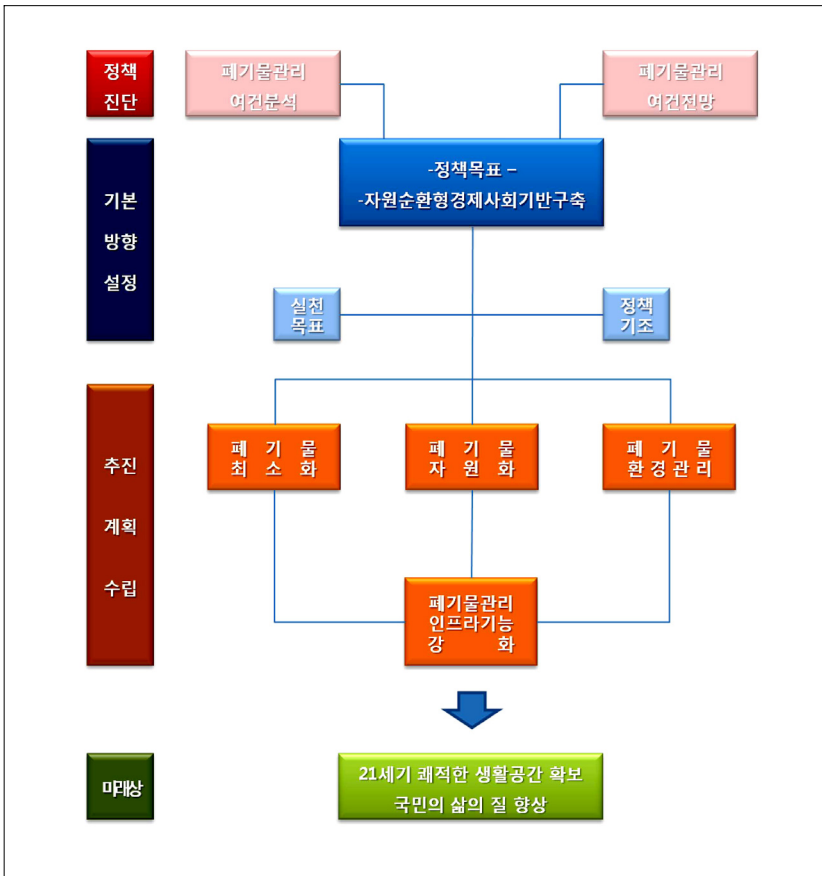 정책
진단
폐기물관리
여건분석
폐기물관리
여건전망
기본
방향
설정
-정책목표 –
-자원순환형경제사회기반구축
실천
목표
정책
기조
추진
계획
수립
폐 기 물
최 소 화
폐 기 물
자 원 화
폐 기 물
환경관리
폐기물관리
인프라기능
강 화
미래상
21세기 쾌적한 생활공간 확보
국민의 삶의 질 향상